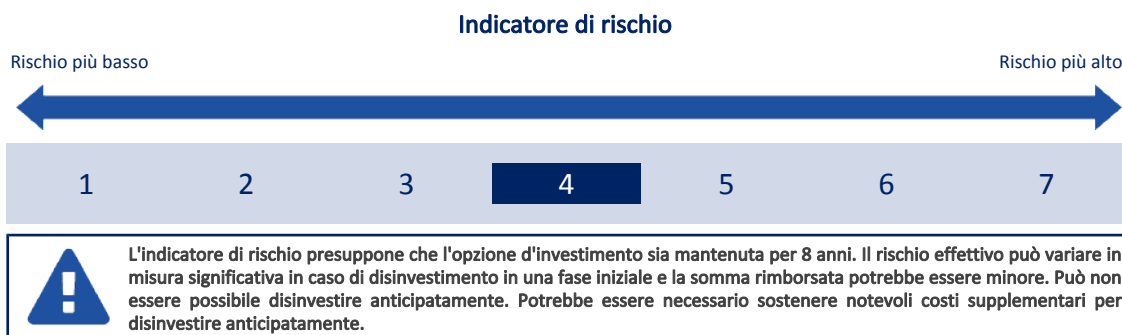 Indicatore di rischio
Rischio più basso
Rischio più alto
1 2 3 4 5 6 7
L'indicatore di rischio presuppone che l'opzione d'investimento sia mantenuta per 8 anni. Il rischio effettivo può variare in
misura significativa in caso di disinvestimento in una fase iniziale e la somma rimborsata potrebbe essere minore. Può non
essere possibile disinvestire anticipatamente. Potrebbe essere necessario sostenere notevoli costi supplementari per
disinvestire anticipatamente.